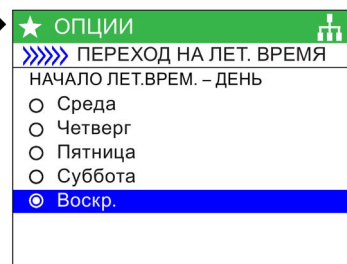 ОПЦИИ
ПЕРЕХОД НА ЛЕТ. ВРЕМЯ
НАЧАЛО ЛЕТ.ВРЕМ. – ДЕНЬ
Среда
Четверг
Пятница
Суббота
Воскр.